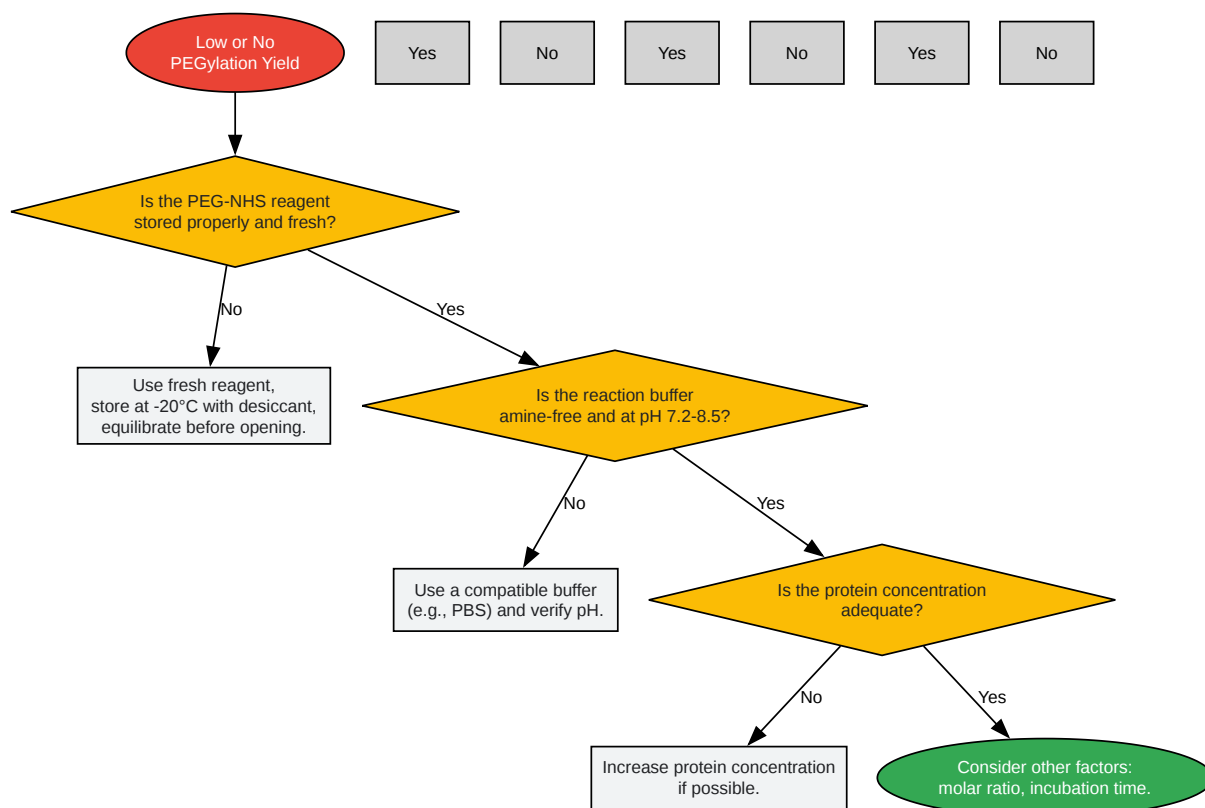 Low or No
PEGylation Yield
Yes
No
Yes
No
Yes
No
Is the PEG-NHS reagent
stored properly and fresh?
No
Yes
Use fresh reagent,
store at -20°C with desiccant,
equilibrate before opening.
Is the reaction buffer
amine-free and at pH 7.2-8.5?
No
Yes
Use a compatible buffer
(e.g., PBS) and verify pH.
Is the protein concentration
adequate?
No
Yes
Increase protein concentration
if possible.
Consider other factors:
molar ratio, incubation time.